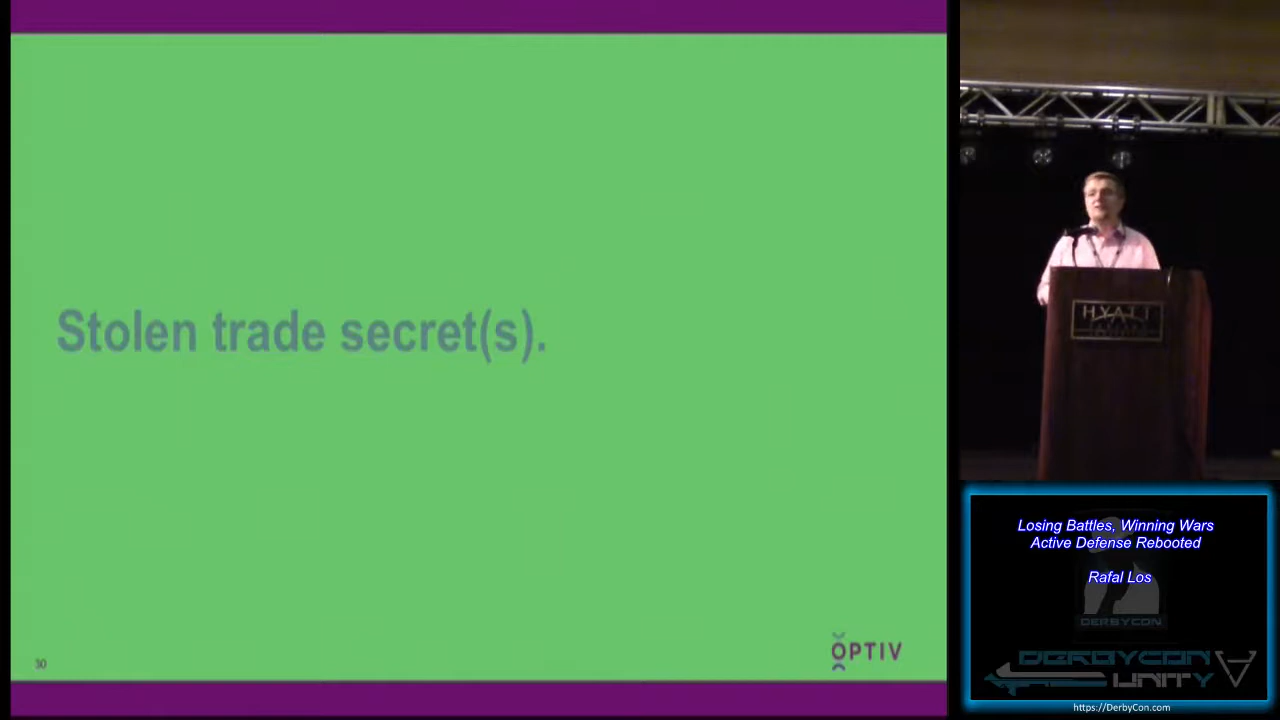 Stolen trade secret(s).
30
OPTIV
HYATT
Losing Battles, Winning Wars
Active Defense Rebooted
Rafal Los
DERBYCON
DERBYCON
UNITY
https://DerbyCon.com